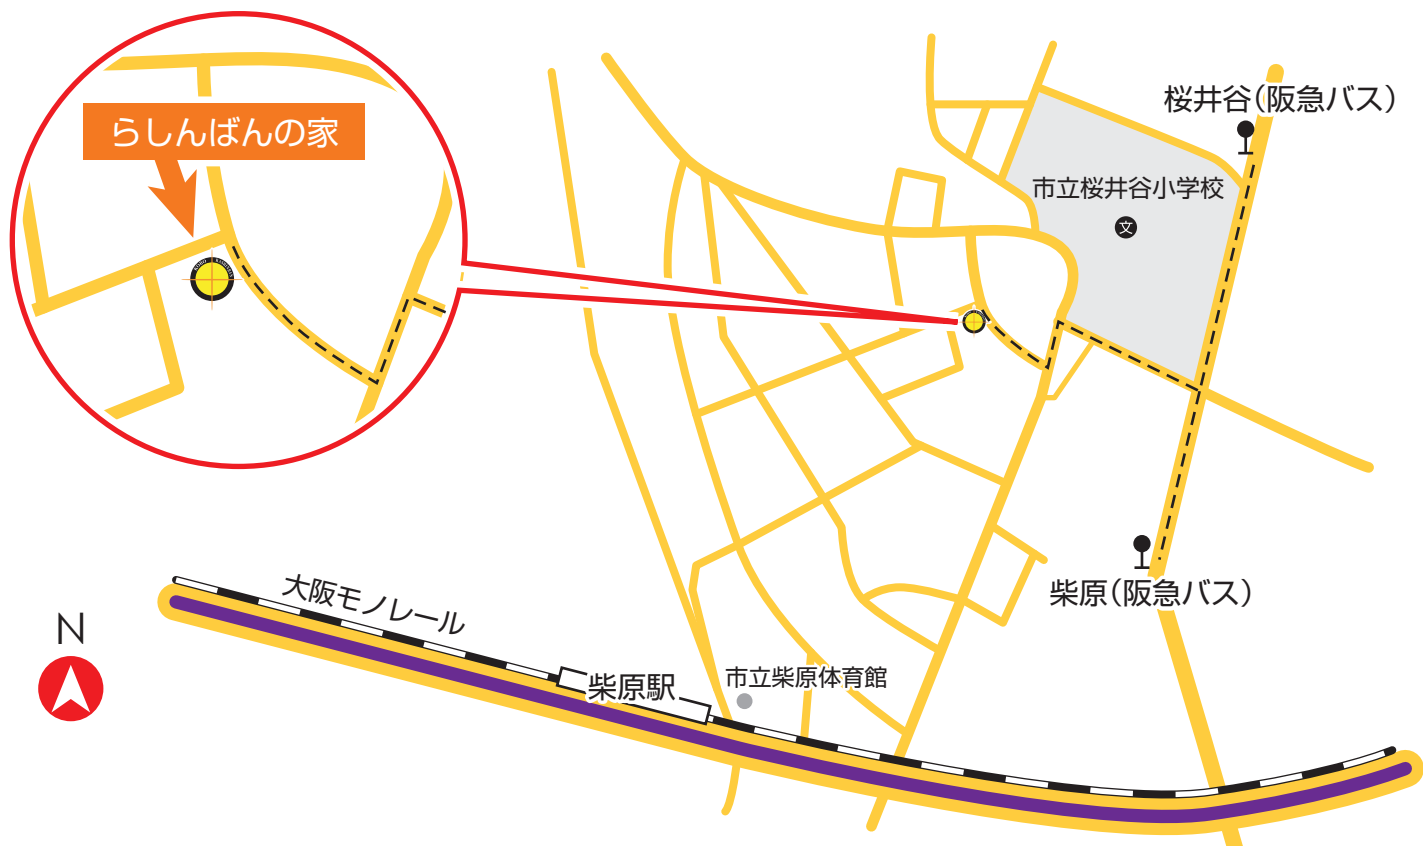 らしんばんの家
桜井谷(阪急バス)
市立桜井谷小学校
文
柴原(阪急バス)
大阪モノレール
N
柴原駅
市立柴原体育館